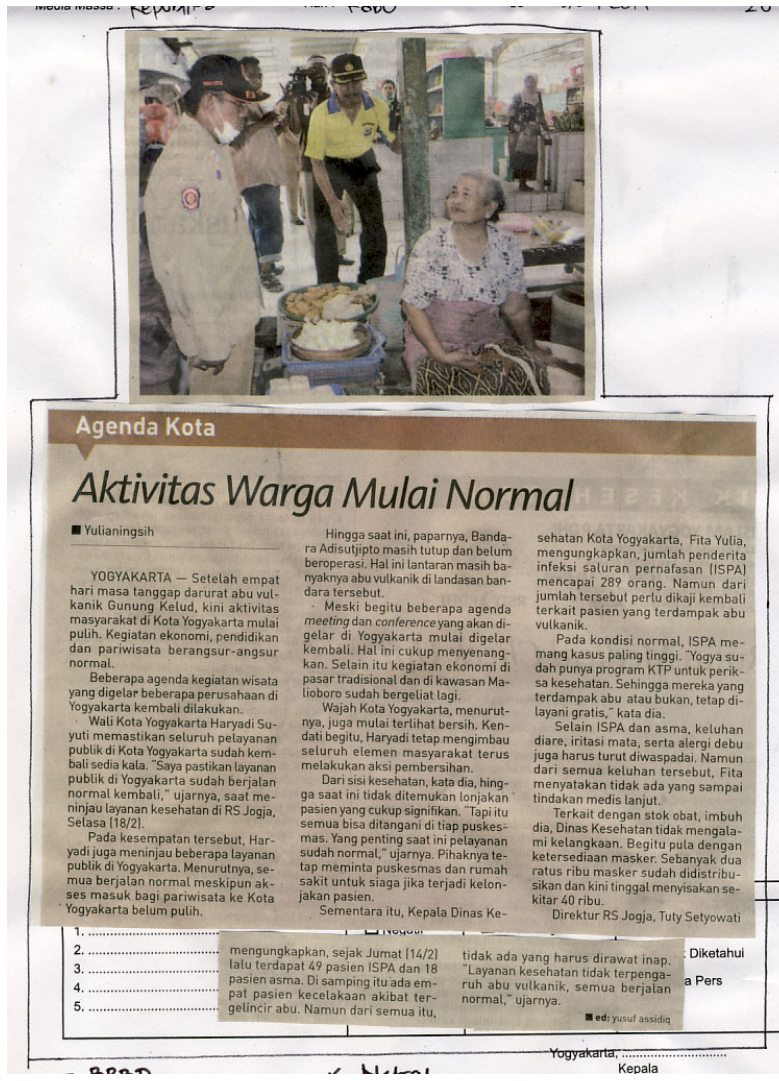 Media Massa : Republika
Agenda Kota
Aktivitas Warga Mulai Normal
■ Yulianingsih
YOGYAKARTA — Setelah empat
hari masa tanggap darurat abu vul-
kanik Gunung Kelud, kini aktivitas
masyarakat di Kota Yogyakarta mulai
pulih. Kegiatan ekonomi, pendidikan
dan pariwisata berangsur-angsur
normal.
Beberapa agenda kegiatan wisata
yang digelar beberapa perusahaan di
Yogyakarta kembali dilakukan.
Wali Kota Yogyakarta Haryadi Su-
yuti memastikan seluruh pelayanan
publik di Kota Yogyakarta sudah kem-
bali sedia kala. "Saya pastikan layanan
publik di Yogyakarta sudah berjalan
normal kembali," ujarnya, saat me-
ninjau layanan kesehatan di RS Jogja,
Selasa (18/2).
Pada kesempatan tersebut, Har-
yadi juga meninjau beberapa layanan
publik di Yogyakarta. Menurutnya, se-
mua berjalan normal meskipun ak-
ses masuk bagi pariwisata ke Kota
Yogyakarta belum pulih.
Hingga saat ini, paparnya, Banda-
ra Adisutjipto masih tutup dan belum
beroperasi. Hal ini lantaran masih ba-
nyaknya abu vulkanik di landasan ban-
dara tersebut.
Meski begitu beberapa agenda
meeting dan conference yang akan di-
gelar di Yogyakarta mulai digelar
kembali. Hal ini cukup menyenang-
kan. Selain itu kegiatan ekonomi di
pasar tradisional dan di kawasan Ma-
lioboro sudah bergeliat lagi.
Wajah Kota Yogyakarta, menurut-
nya, juga mulai terlihat bersih. Ken-
dati begitu, Haryadi tetap mengimbau
seluruh elemen masyarakat terus
melakukan aksi pembersihan.
Dari sisi kesehatan, kata dia, hing-
ga saat ini tidak ditemukan lonjakan
pasien yang cukup signifikan. "Tapi itu
semua bisa ditangani di tiap puskes-
mas. Yang penting saat ini pelayanan
sudah normal," ujarnya. Pihaknya te-
tap meminta puskesmas dan rumah
sakit untuk siaga jika terjadi kelon-
jakan pasien.
Sementara itu, Kepala Dinas Ke-
sehatan Kota Yogyakarta, Fita Yulia,
mengungkapkan, jumlah penderita
infeksi saluran pernafasan (ISPA)
mencapai 289 orang. Namun dari
jumlah tersebut perlu dikaji kembali
terkait pasien yang terdampak abu
vulkanik.
Pada kondisi normal, ISPA me-
mang kasus paling tinggi. "Yogya su-
dah punya program KTP untuk perik-
sa kesehatan. Sehingga mereka yang
terdampak abu atau bukan, tetap di-
layani gratis," kata dia.
Selain ISPA dan asma, keluhan
diare, iritasi mata, serta alergi debu
juga harus turut diwaspadai. Namun
dari semua keluhan tersebut, Fita
menyatakan tidak ada yang sampai
tindakan medis lanjut.
Terkait dengan stok obat, imbuh
dia, Dinas Kesehatan tidak mengala-
mi kelangkaan. Begitu pula dengan
ketersediaan masker. Sebanyak dua
ratus ribu masker sudah didistribu-
sikan dan kini tinggal menyisakan se-
kitar 40 ribu.
Direktur RS Jogja, Tuty Setyowati
mengungkapkan, sejak Jumat (14/2)
lalu terdapat 49 pasien ISPA dan 18
pasien asma. Di samping itu ada em-
pat pasien kecelakaan akibat ter-
gelincir abu. Namun dari semua itu,
tidak ada yang harus dirawat inap.
"Layanan kesehatan tidak terpenga-
ruh abu vulkanik, semua berjalan
normal," ujarnya.
■ ed: yusuf assidiq
1.
2.
3.
4.
5.
Negatif
Diketahui
a Pers
Yogyakarta, ..........................
Kepala
BPBD